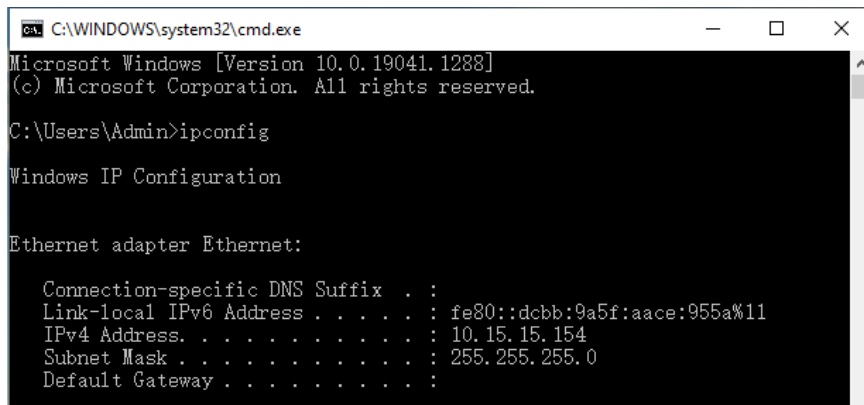 C:\WINDOWS\system32\cmd.exe
Microsoft Windows [Version 10.0.19041.1288]
(c) Microsoft Corporation. All rights reserved.
C:\Users\Admin>ipconfig
Windows IP Configuration
Ethernet adapter Ethernet:
Connection-specific DNS Suffix . :
Link-local IPv6 Address . . . . . : fe80::dcbb:9a5f:aace:955a%11
IPv4 Address. . . . . . . . . . . : 10.15.15.154
Subnet Mask . . . . . . . . . . . : 255.255.255.0
Default Gateway . . . . . . . . . :